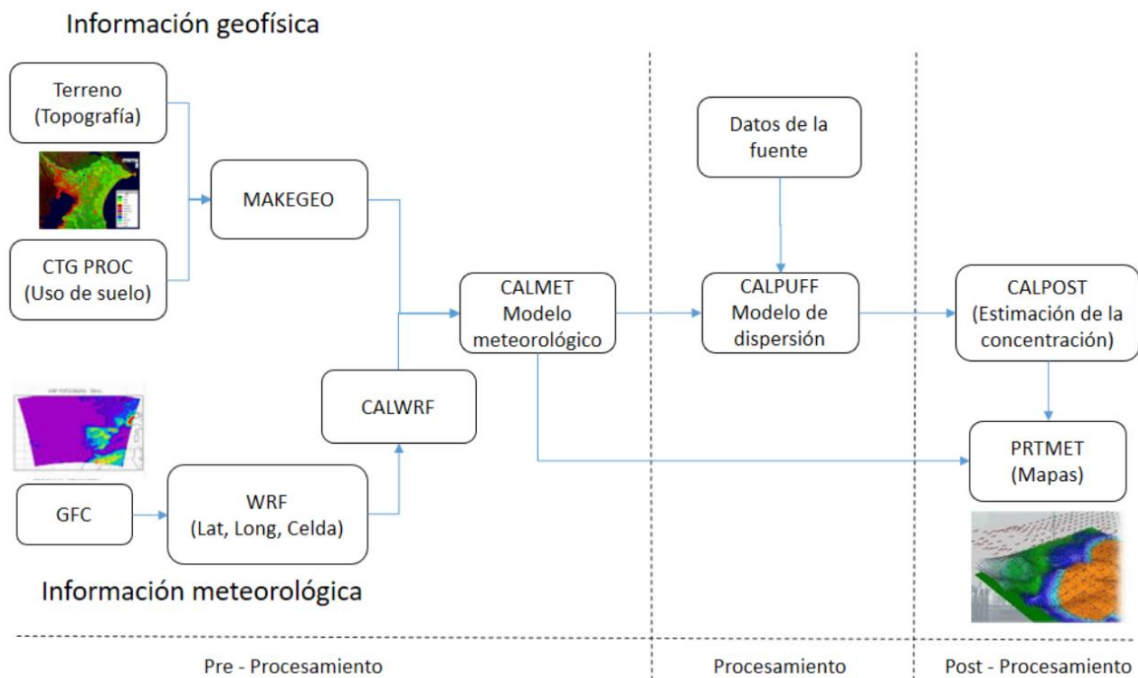 Información geofísica
Terreno
(Topografía)
MAKEGEO
CTG PROC
(Uso de suelo)
CALMET
Modelo
meteorológico
CALWRF
GFC
WRF
(Lat, Long, Celda)
Información meteorológica
Datos de la
fuente
CALPUFF
Modelo de
dispersión
CALPOST
(Estimación de la
concentración)
PRTMET
(Mapas)
Pre - Procesamiento
Procesamiento
Post - Procesamiento